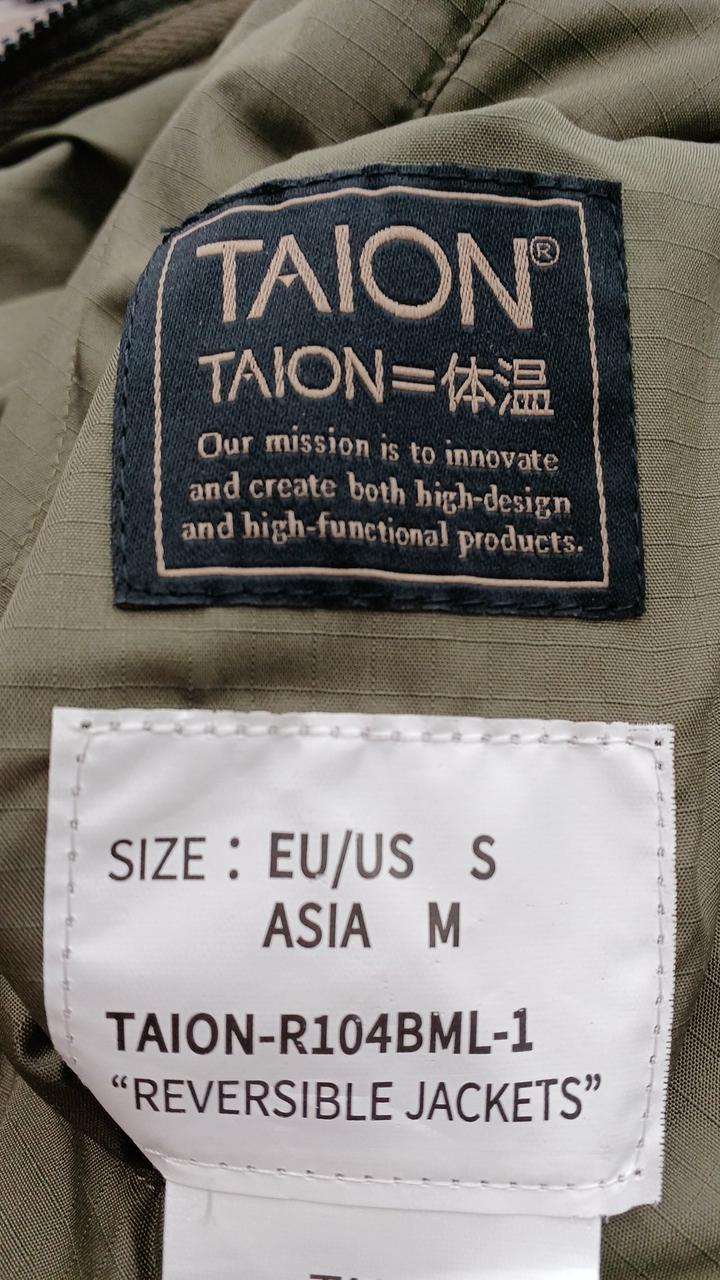 TAION®
TAION=体温
Our mission is to innovate
and create both high-design
and high-functional products.
SIZE : EU/US S
ASIA M
TAION-R104BML-1
“REVERSIBLE JACKETS”